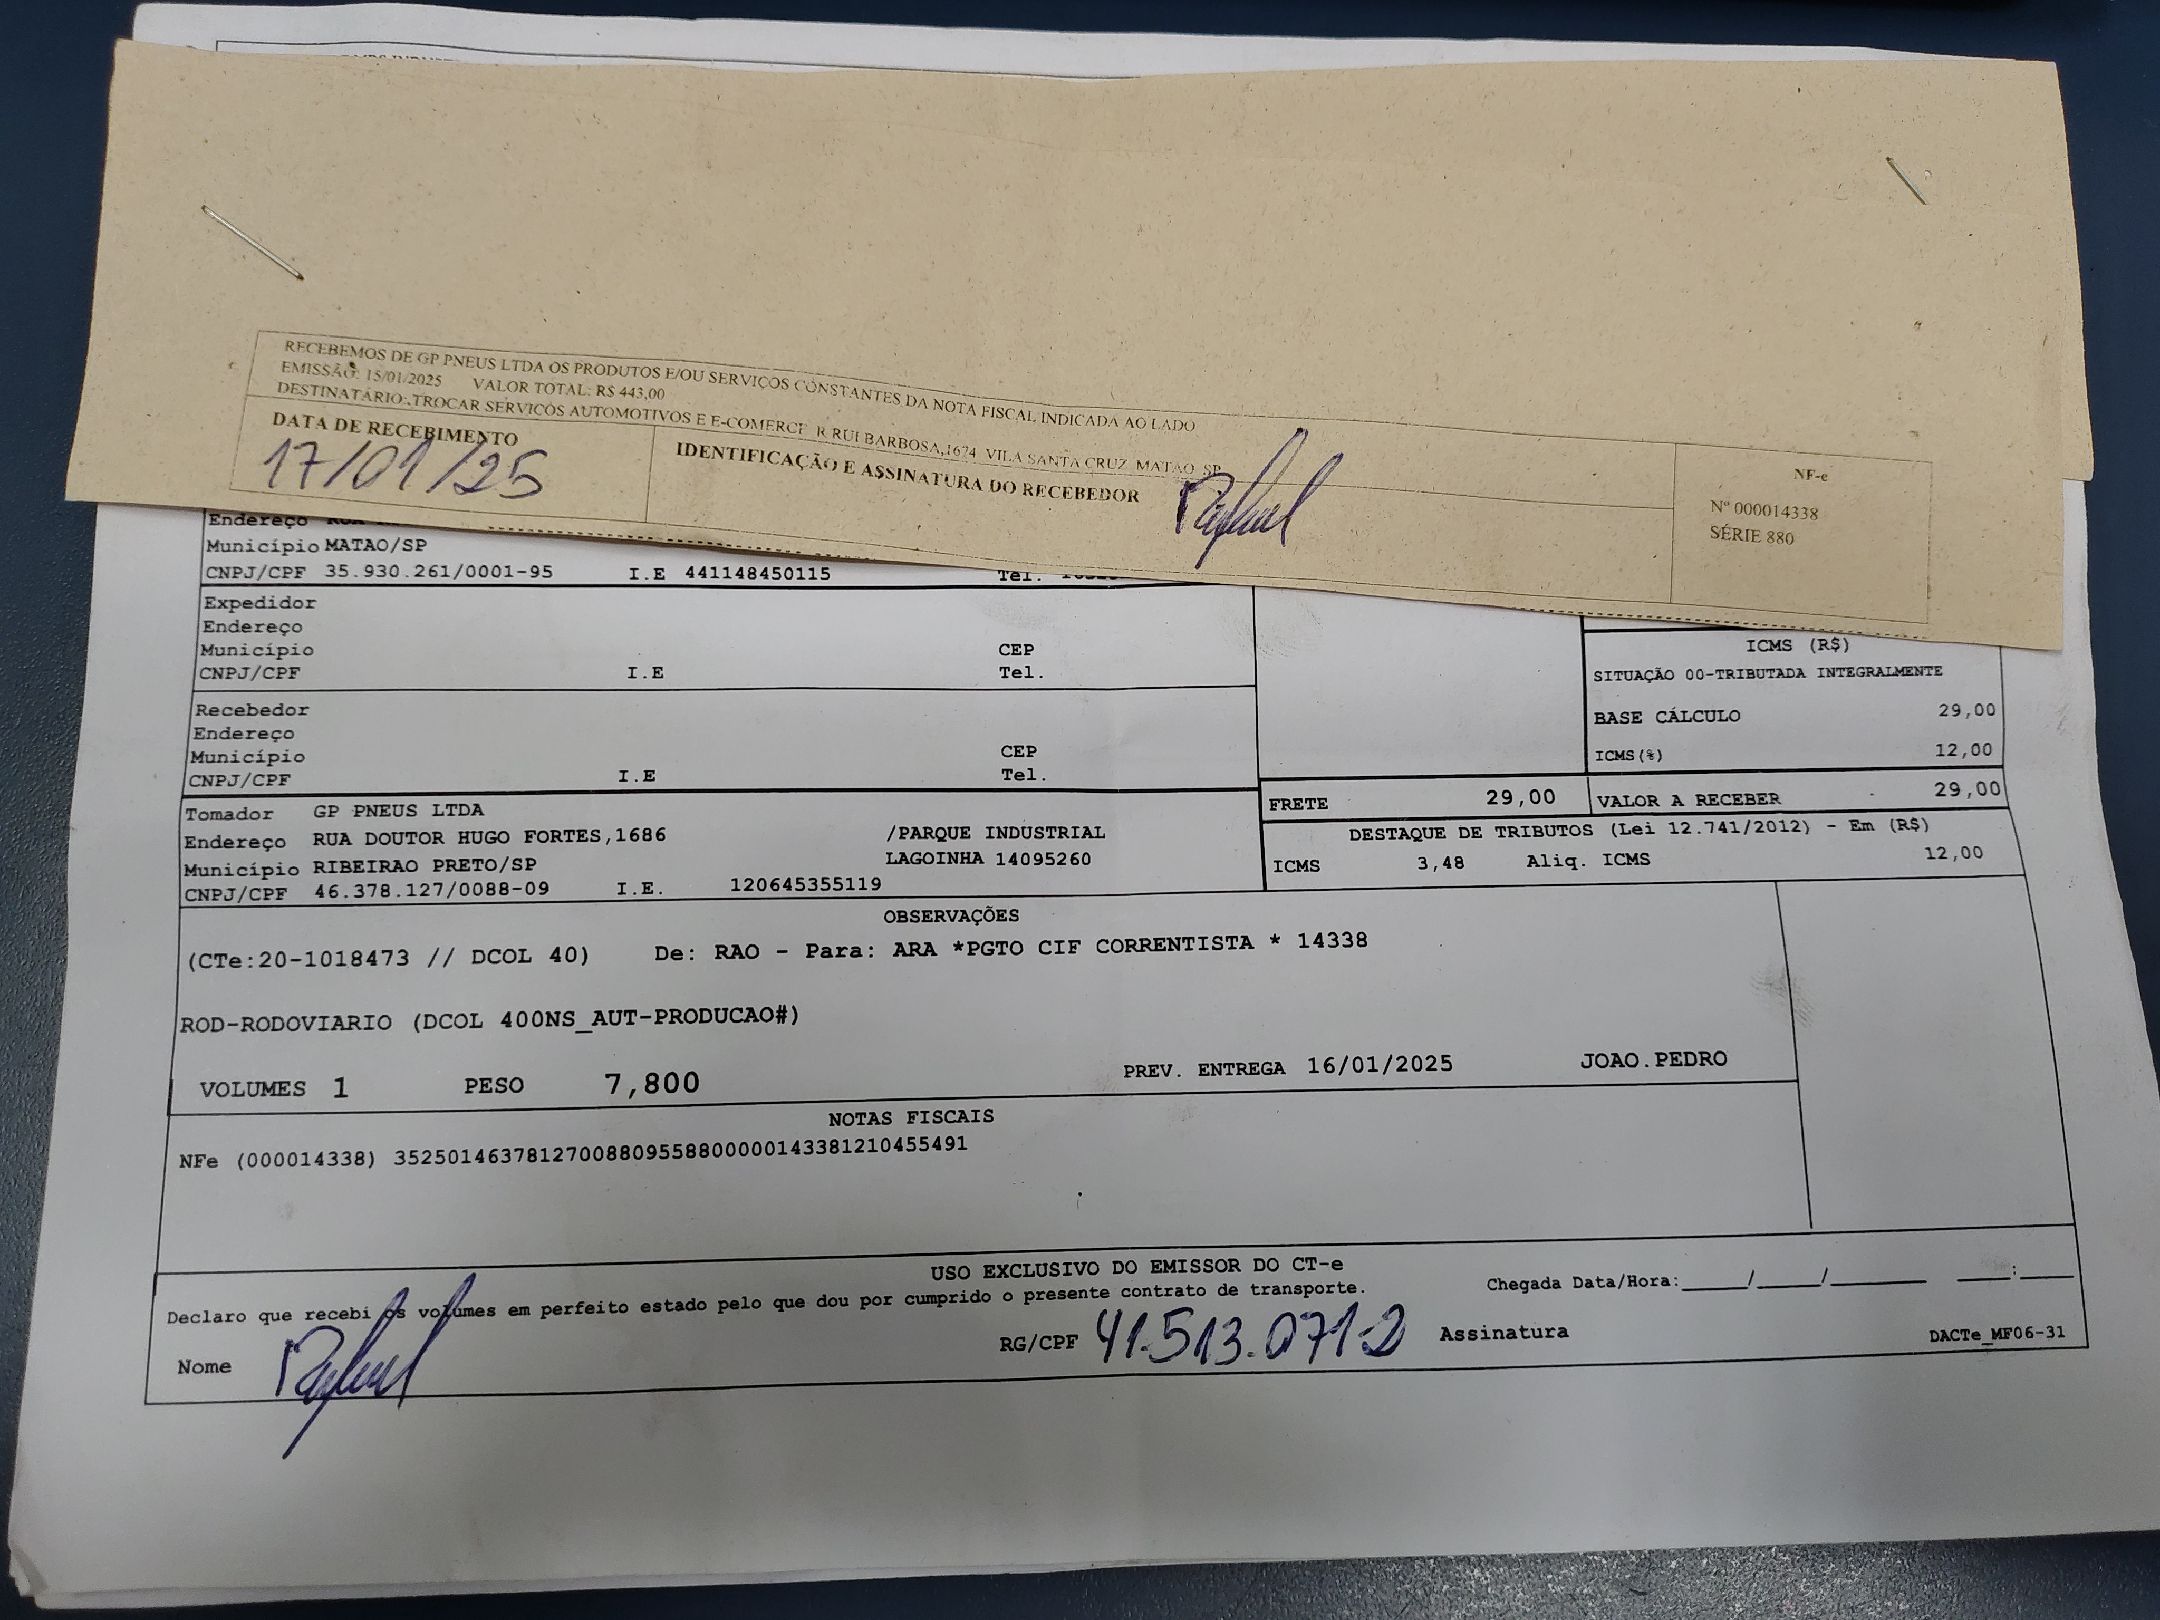 RECEBEMOS DE GP PNEUS LTDA OS PRODUTOS E/OU SERVIÇOS CONSTANTES DA NOTA FISCAL INDICADA AO LADO
EMISSÃO: 15/01/2025 VALOR TOTAL: R$ 443,00
DESTINATÁRIO: TROCAR SERVICOS AUTOMOTIVOS E E-COMERCE R RUI BARBOSA,1674 VILA SANTA CRUZ MATAO SP
DATA DE RECEBIMENTO
17/01/25
IDENTIFICAÇÃO E ASSINATURA DO RECEBEDOR
Rafael
NF-e
Nº 000014338
SÉRIE 880
Endereço RUA
Município MATAO/SP
CNPJ/CPF 35.930.261/0001-95 I.E 441148450115 Tel.
Expedidor
Endereço
Município CEP
CNPJ/CPF I.E Tel.
Recebedor
Endereço
Município CEP
CNPJ/CPF I.E Tel.
ICMS (R$)
SITUAÇÃO 00-TRIBUTADA INTEGRALMENTE
BASE CÁLCULO 29,00
ICMS(%) 12,00
FRETE 29,00 VALOR A RECEBER 29,00
Tomador GP PNEUS LTDA
Endereço RUA DOUTOR HUGO FORTES,1686 /PARQUE INDUSTRIAL
Município RIBEIRAO PRETO/SP LAGOINHA 14095260
CNPJ/CPF 46.378.127/0088-09 I.E. 120645355119
DESTAQUE DE TRIBUTOS (Lei 12.741/2012) - Em (R$)
ICMS 3,48 Aliq. ICMS 12,00
OBSERVAÇÕES
(CTe:20-1018473 // DCOL 40) De: RAO - Para: ARA *PGTO CIF CORRENTISTA * 14338
ROD-RODOVIARIO (DCOL 400NS_AUT-PRODUCAO#)
VOLUMES 1 PESO 7,800 PREV. ENTREGA 16/01/2025 JOAO.PEDRO
NOTAS FISCAIS
NFe (000014338) 35250146378127008809558800000143381210455491
USO EXCLUSIVO DO EMISSOR DO CT-e
Declaro que recebi os volumes em perfeito estado pelo que dou por cumprido o presente contrato de transporte. Chegada Data/Hora:_____/_____/________ ____:____
Nome Rafael RG/CPF 41.513.071-2 Assinatura DACTe_MF06-31